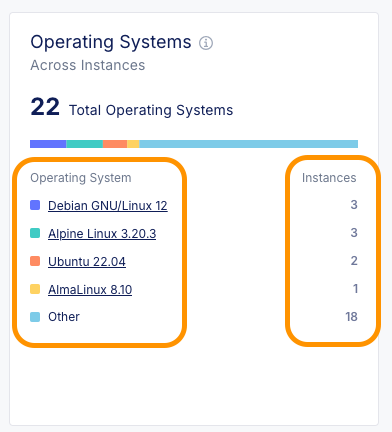 Operating Systems
Across Instances
22 Total Operating Systems
Operating System Instances
Debian GNU/Linux 12 3
Alpine Linux 3.20.3 3
Ubuntu 22.04 2
AlmaLinux 8.10 1
Other 18